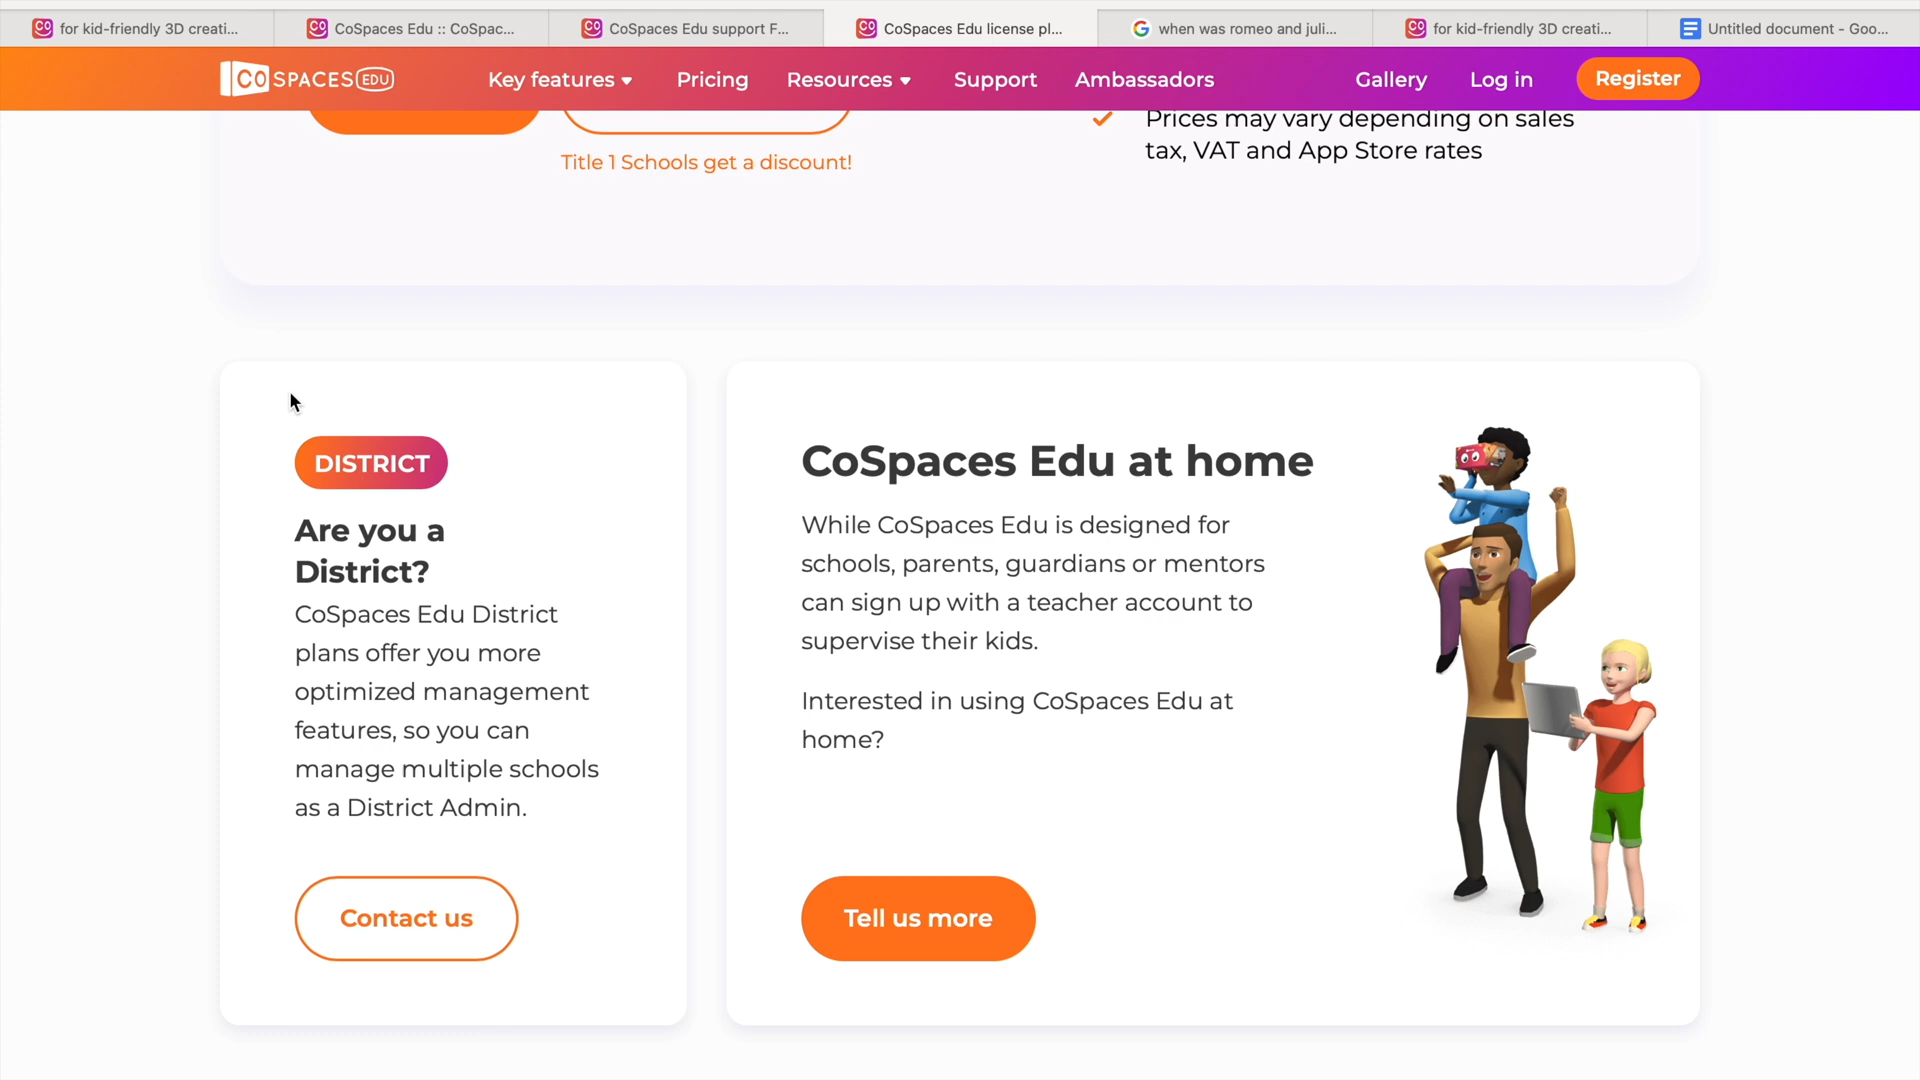 for kid-friendly 3D creati...
CoSpaces Edu :: CoSpac...
CoSpaces Edu support F...
CoSpaces Edu license pl...
when was romeo and juli...
for kid-friendly 3D creati...
Untitled document - Goo...
CO SPACES EDU
Key features
Pricing
Resources
Support
Ambassadors
Gallery
Log in
Register
Prices may vary depending on sales
tax, VAT and App Store rates
Title 1 Schools get a discount!
DISTRICT
Are you a
District?
CoSpaces Edu District
plans offer you more
optimized management
features, so you can
manage multiple schools
as a District Admin.
Contact us
CoSpaces Edu at home
While CoSpaces Edu is designed for
schools, parents, guardians or mentors
can sign up with a teacher account to
supervise their kids.
Interested in using CoSpaces Edu at
home?
Tell us more